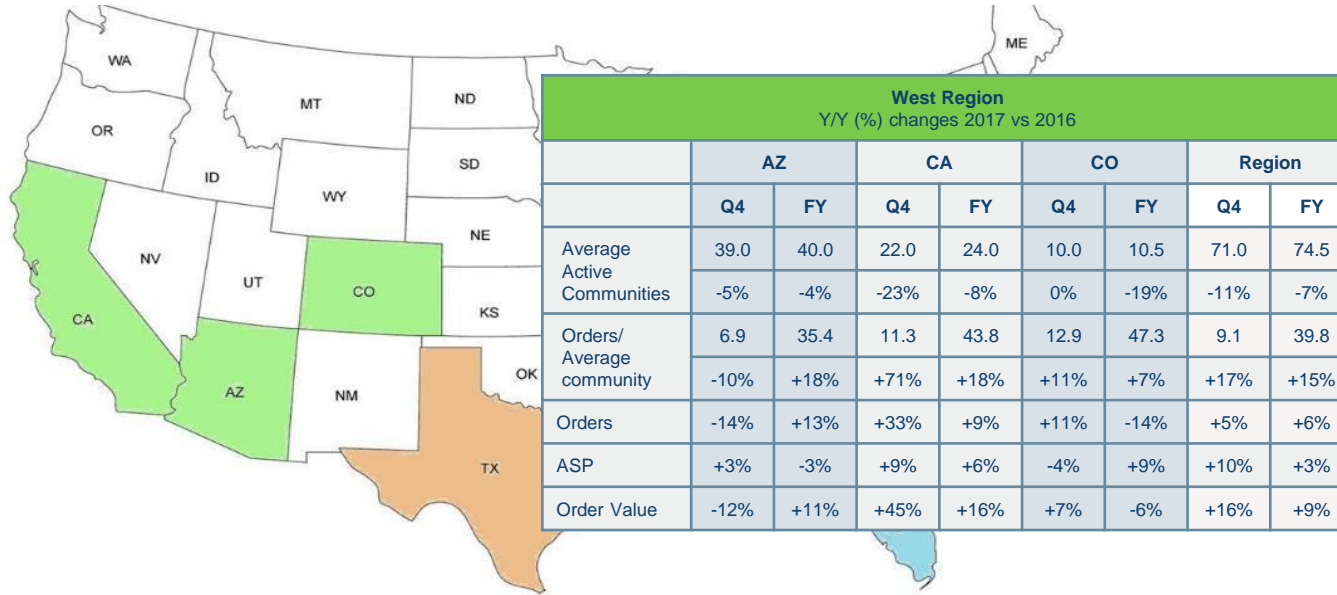 ME
WA
MT
ND
OR
SD
ID
WY
NE
NV
UT
CO
KS
CA
AZ
NM
OK
TX
West Region
Y/Y (%) changes 2017 vs 2016
AZ CA CO Region
Q4 FY Q4 FY Q4 FY Q4 FY
Average Active Communities 39.0 40.0 22.0 24.0 10.0 10.5 71.0 74.5
-5% -4% -23% -8% 0% -19% -11% -7%
Orders/ Average community 6.9 35.4 11.3 43.8 12.9 47.3 9.1 39.8
-10% +18% +71% +18% +11% +7% +17% +15%
Orders -14% +13% +33% +9% +11% -14% +5% +6%
ASP +3% -3% +9% +6% -4% +9% +10% +3%
Order Value -12% +11% +45% +16% +7% -6% +16% +9%